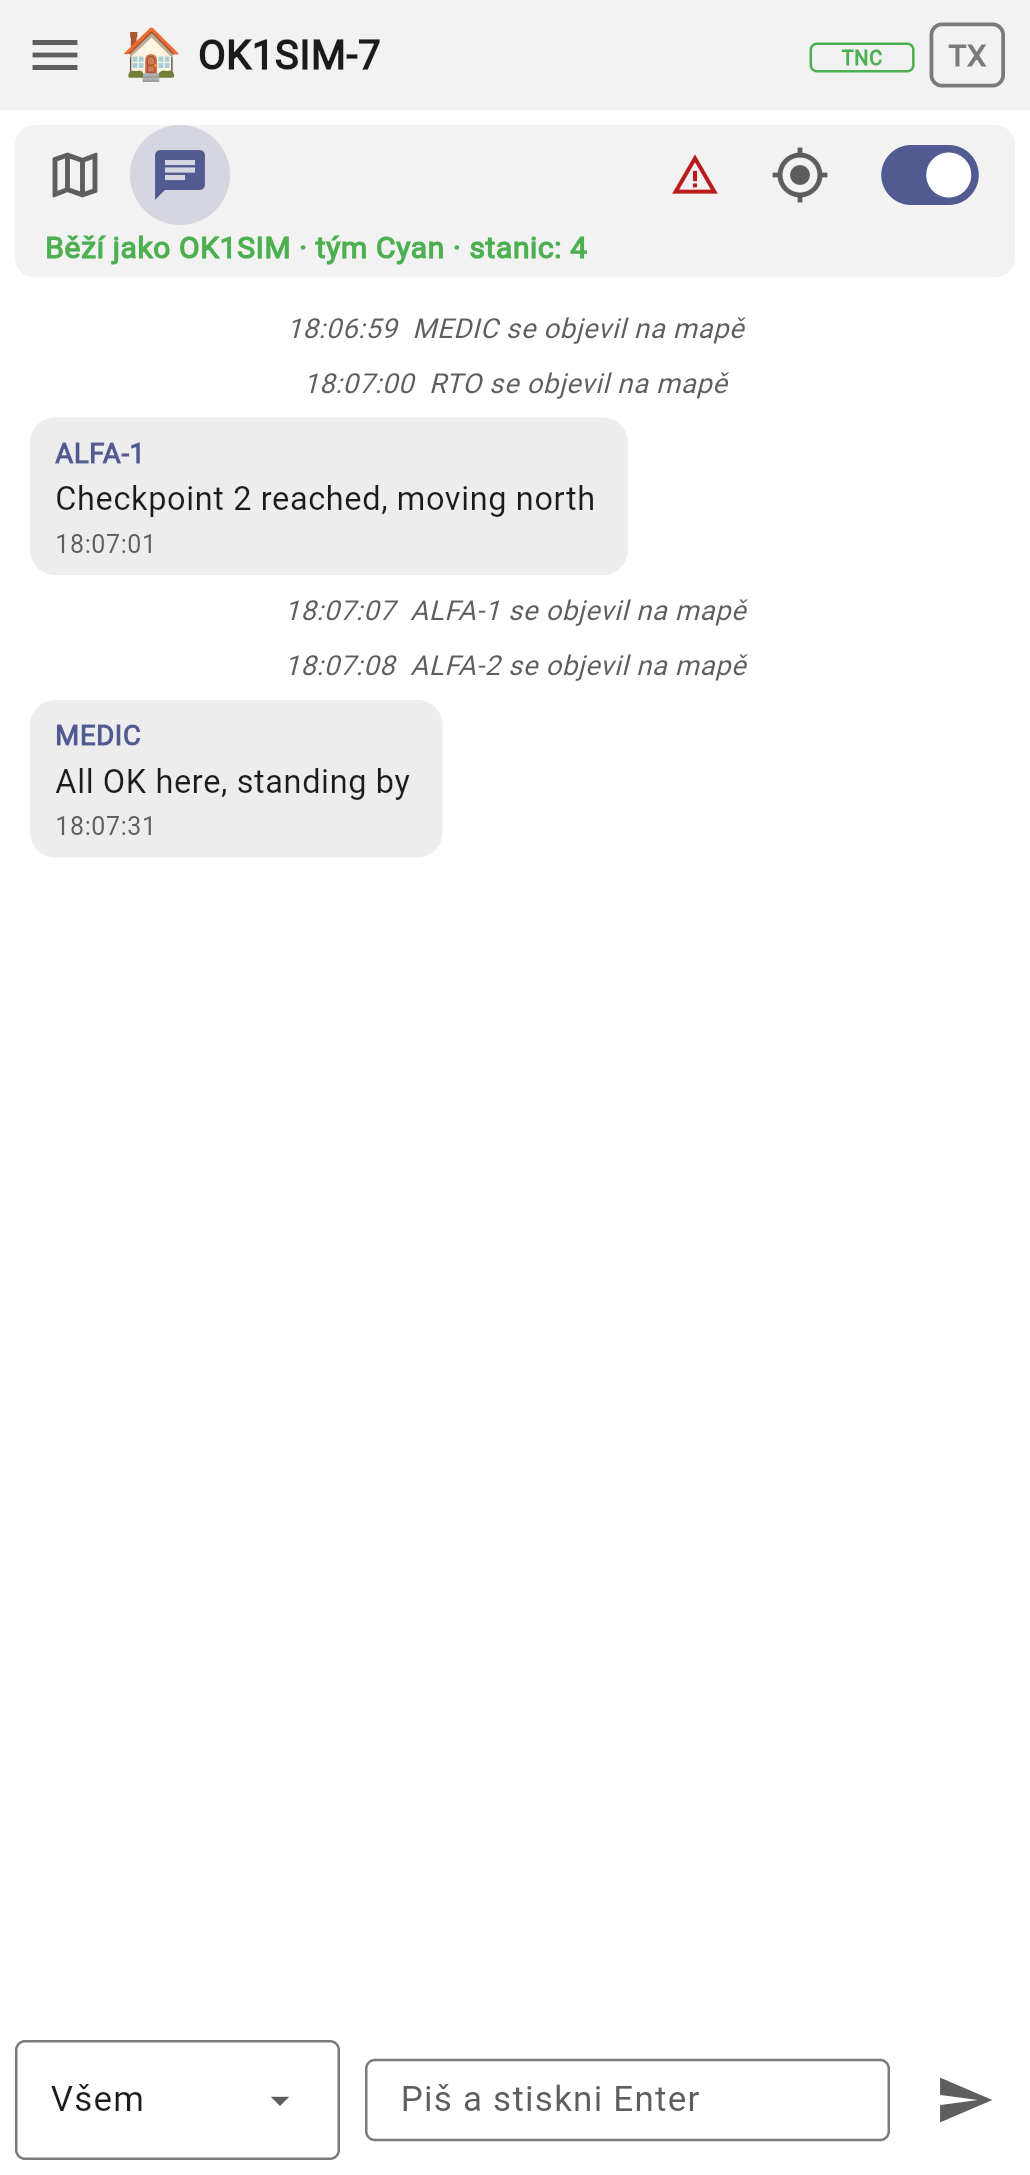 OK1SIM-7
TNC
TX
Běží jako OK1SIM · tým Cyan · stanic: 4
18:06:59 MEDIC se objevil na mapě
18:07:00 RTO se objevil na mapě
ALFA-1
Checkpoint 2 reached, moving north
18:07:01
18:07:07 ALFA-1 se objevil na mapě
18:07:08 ALFA-2 se objevil na mapě
MEDIC
All OK here, standing by
18:07:31
Všem
Piš a stiskni Enter